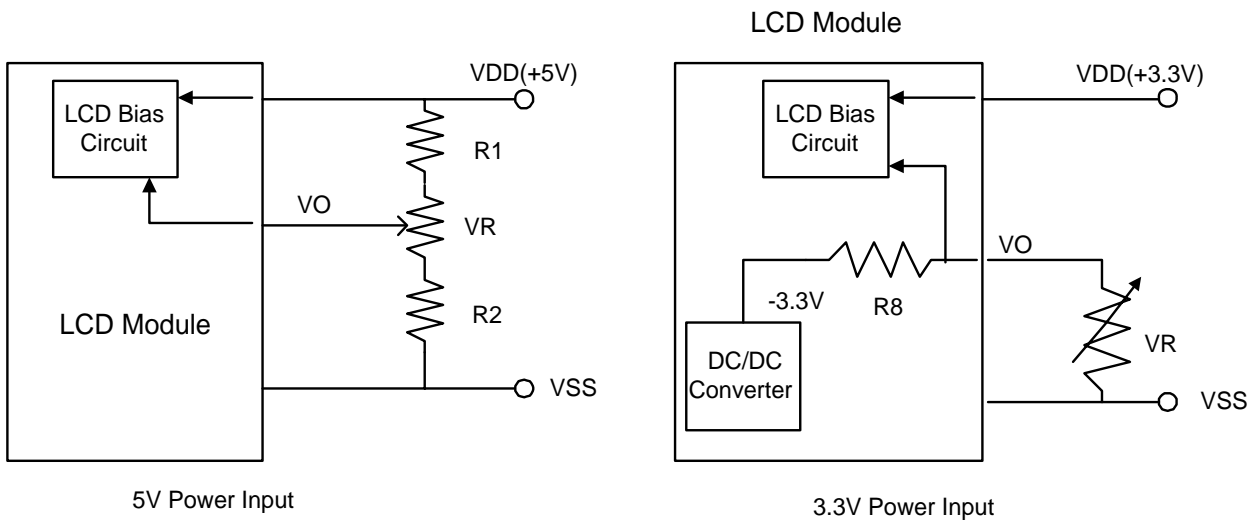 LCD Module
VDD(+5V)
LCD Bias
Circuit
R1
VO
VR
R2
LCD Module
VSS
5V Power Input
VDD(+3.3V)
LCD Bias
Circuit
VO
-3.3V
R8
VR
DC/DC
Converter
VSS
3.3V Power Input